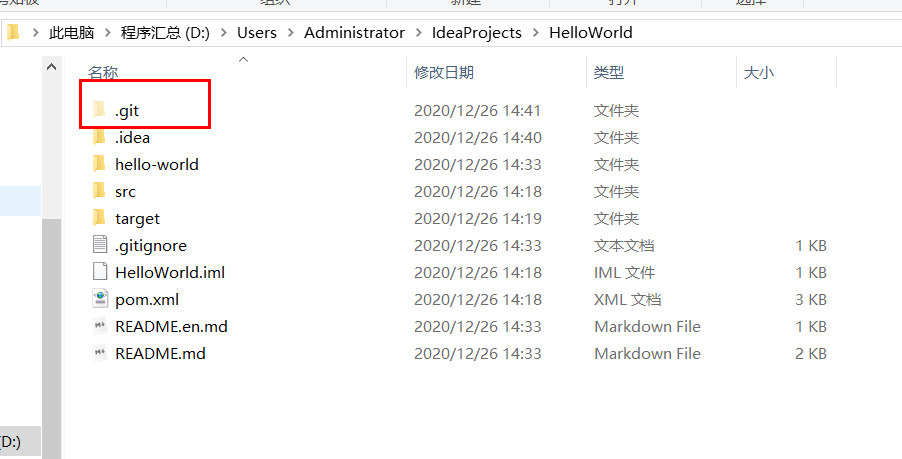 此电脑 > 程序汇总 (D:) > Users > Administrator > IdeaProjects > HelloWorld
名称 修改日期 类型 大小
.git 2020/12/26 14:41 文件夹
.idea 2020/12/26 14:40 文件夹
hello-world 2020/12/26 14:33 文件夹
src 2020/12/26 14:18 文件夹
target 2020/12/26 14:19 文件夹
.gitignore 2020/12/26 14:33 文本文档 1 KB
HelloWorld.iml 2020/12/26 14:18 IML 文件 1 KB
pom.xml 2020/12/26 14:18 XML 文档 3 KB
README.en.md 2020/12/26 14:33 Markdown File 1 KB
README.md 2020/12/26 14:33 Markdown File 2 KB
(D:)